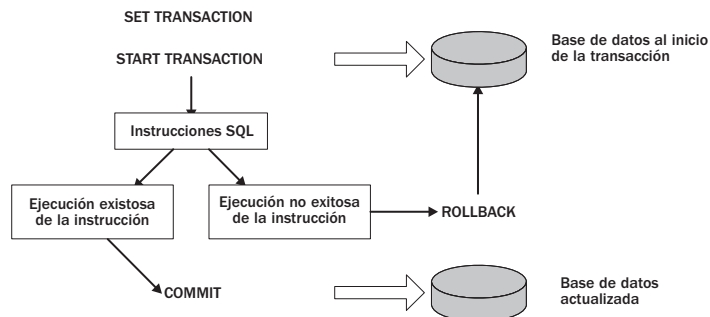 SET TRANSACTION
START TRANSACTION
Base de datos al inicio
de la transacción
Instrucciones SQL
Ejecución existosa
de la instrucción
Ejecución no exitosa
de la instrucción
ROLLBACK
COMMIT
Base de datos
actualizada